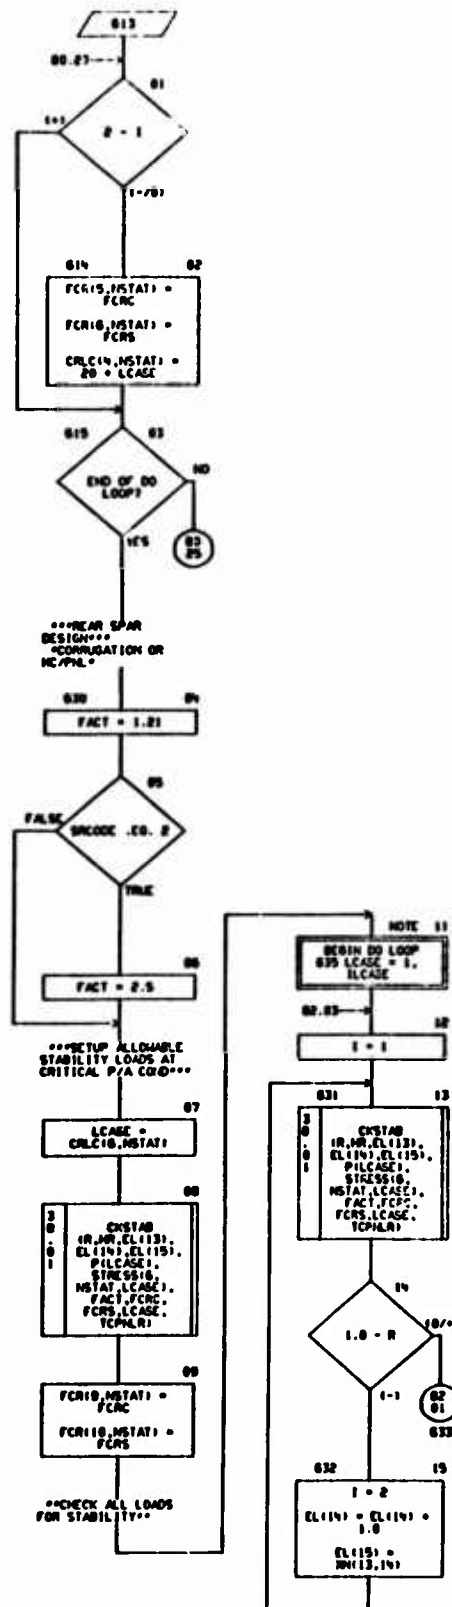 613
00.27
01
2 - I
(+)
(-/0)
614 02
FCR(5,NSTAT) =
FCRC
FCR(6,NSTAT) =
FCRS
CRLC(4,NSTAT) =
20 + LCASE
615 03
END OF DO
LOOP?
NO
YES
03
25
***REAR SPAR
DESIGN***
*CORRUGATION OR
HC/PNL*
630 04
FACT = 1.21
05
FALSE
SRCODE .EQ. 2
TRUE
06
FACT = 2.5
***SETUP ALLOWABLE
STABILITY LOADS AT
CRITICAL P/A COND***
07
LCASE =
CRLC(6,NSTAT)
08
CKSTAB
(R,MR,EL(13),
EL(14),EL(15),
P(LCASE),
STRESS(6,
NSTAT,LCASE),
FACT,FCRC,
FCRS,LCASE,
TCPNLR)
09
FCR(9,NSTAT) =
FCRC
FCR(10,NSTAT) =
FCRS
**CHECK ALL LOADS
FOR STABILITY**
NOTE 11
BEGIN DO LOOP
635 LCASE = 1,
ILCASE
02.03
12
I = 1
631 13
CKSTAB
(R,MR,EL(13),
EL(14),EL(15),
P(LCASE),
STRESS(6,
NSTAT,LCASE),
FACT,FCRC,
FCRS,LCASE,
TCPNLR)
14
1.0 - R
(0/+)
(-)
02
01
633
632 15
I = 2
EL(14) = EL(14) +
1.0
EL(15) =
XN(13,14)